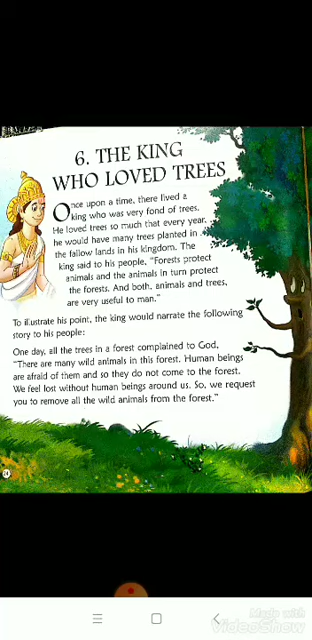 6. THE KING
WHO LOVED TREES
Once upon a time, there lived a
king who was very fond of trees.
He loved trees so much that every year,
he would have many trees planted in
the fallow lands in his kingdom. The
king said to his people, "Forests protect
animals and the animals in turn protect
the forests. And both, animals and trees,
are very useful to man."
To illustrate his point, the king would narrate the following
story to his people:
One day, all the trees in a forest complained to God,
"There are many wild animals in this forest. Human beings
are afraid of them and so they do not come to the forest.
We feel lost without human beings around us. So, we request
you to remove all the wild animals from the forest."
Made with
VideoShow